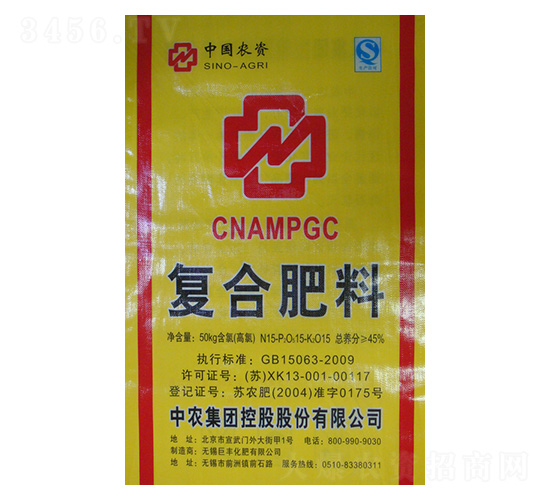 3456.TV
中国农资
SINO-AGRI
CNAMPGC
复合肥料
净含量：50kg含氯(高氯) N15-P₂O₅15-K₂O15 总养分≥45%
执行标准：GB15063-2009
许可证号：(苏)XK13-001-00117
登记证号：苏农肥(2004)准字0175号
中农集团控股股份有限公司
地 址：北京市宣武门外大街甲1号 电话：800-990-9030
制造商：无锡巨丰化肥有限公司
地 址：无锡市前洲镇前石路 服务热线：0510-83380311